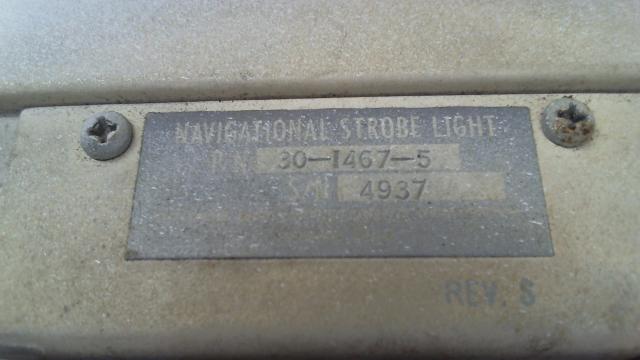 NAVIGATIONAL STROBE LIGHT
P/N 30-1467-5
S/N 4937
REV. S